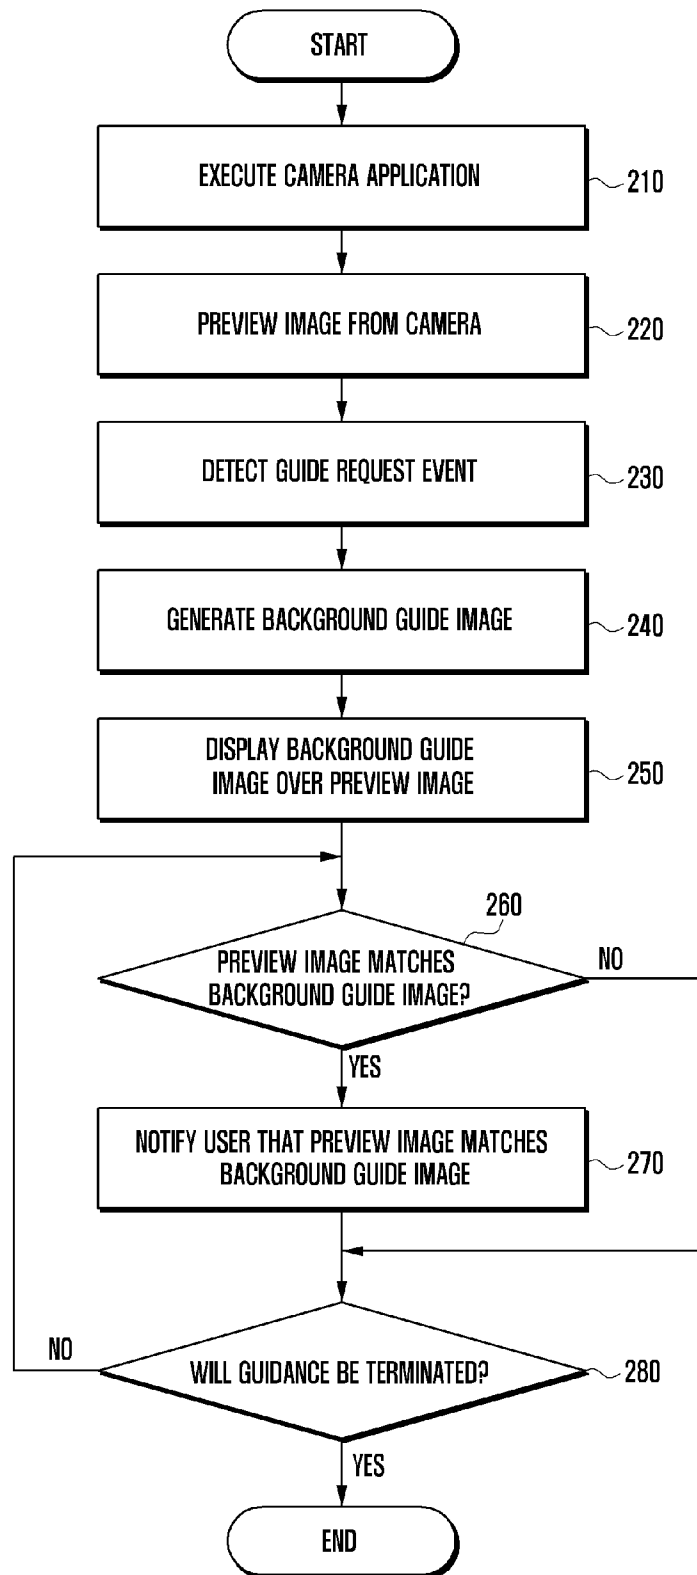 START
EXECUTE CAMERA APPLICATION
210
PREVIEW IMAGE FROM CAMERA
220
DETECT GUIDE REQUEST EVENT
230
GENERATE BACKGROUND GUIDE IMAGE
240
DISPLAY BACKGROUND GUIDE
IMAGE OVER PREVIEW IMAGE
250
260
PREVIEW IMAGE MATCHES
BACKGROUND GUIDE IMAGE?
NO
YES
NOTIFY USER THAT PREVIEW IMAGE MATCHES
BACKGROUND GUIDE IMAGE
270
NO
WILL GUIDANCE BE TERMINATED?
280
YES
END